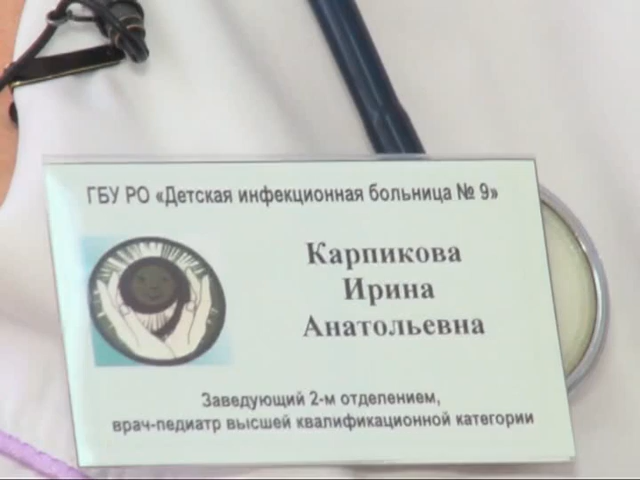 ГБУ РО «Детская инфекционная больница № 9»
Карпикова
Ирина
Анатольевна
Заведующий 2-м отделением,
врач-педиатр высшей квалификационной категории